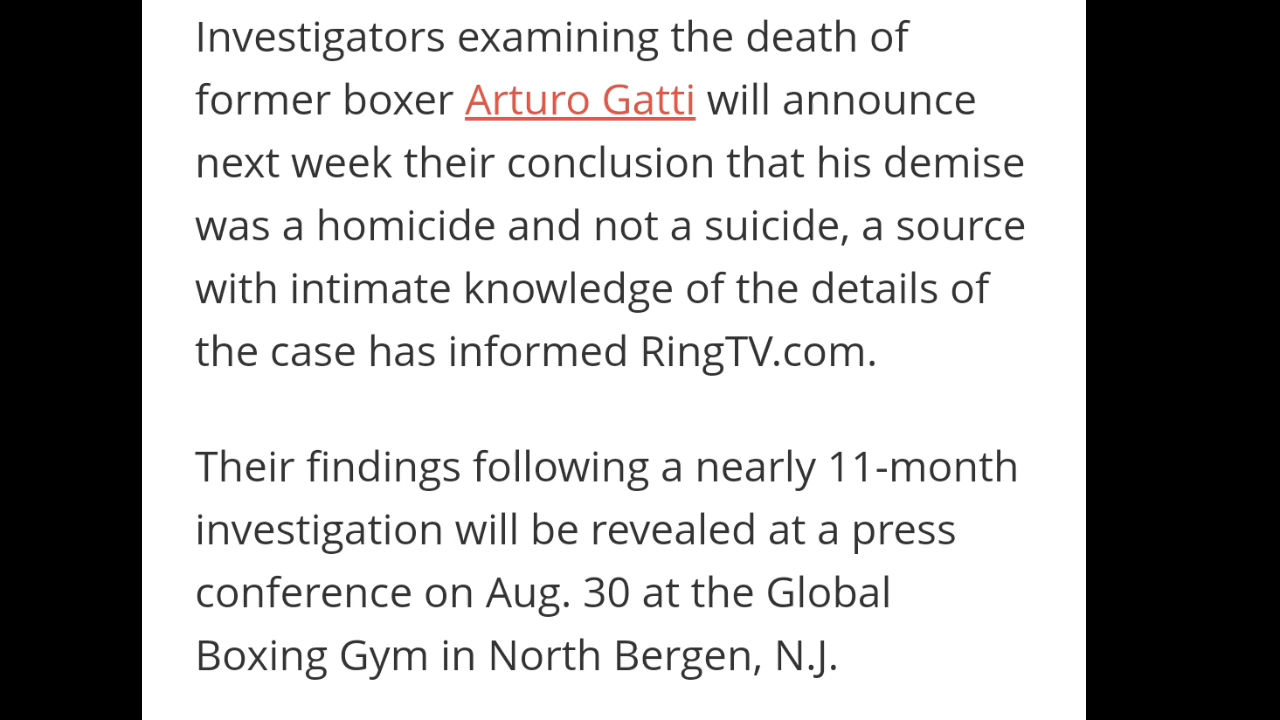 Investigators examining the death of
former boxer Arturo Gatti will announce
next week their conclusion that his demise
was a homicide and not a suicide, a source
with intimate knowledge of the details of
the case has informed RingTV.com.
Their findings following a nearly 11-month
investigation will be revealed at a press
conference on Aug. 30 at the Global
Boxing Gym in North Bergen, N.J.